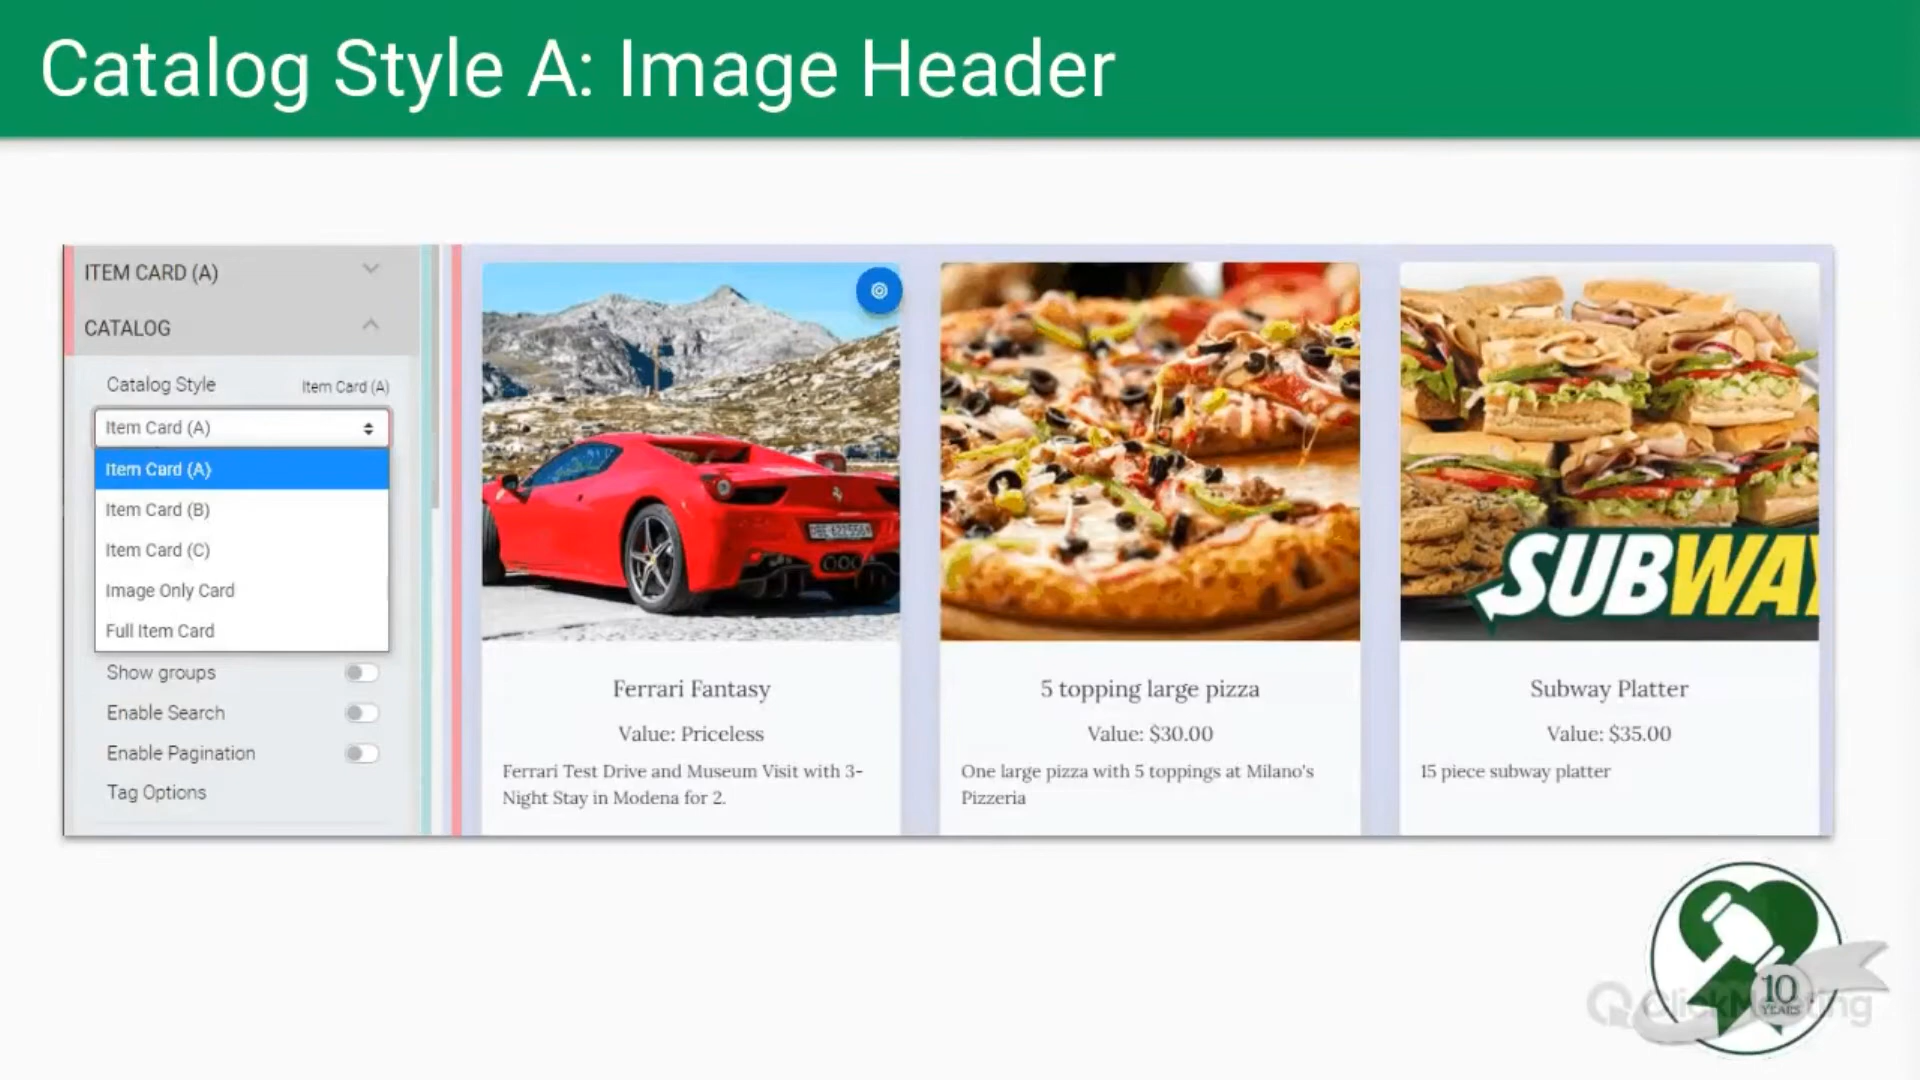 Catalog Style A: Image Header
ITEM CARD (A)
CATALOG
Catalog Style
Item Card (A)
Item Card (A)
Item Card (A)
Item Card (B)
Item Card (C)
Image Only Card
Full Item Card
Show groups
Enable Search
Enable Pagination
Tag Options
Ferrari Fantasy
Value: Priceless
Ferrari Test Drive and Museum Visit with 3-
Night Stay in Modena for 2.
5 topping large pizza
Value: $30.00
One large pizza with 5 toppings at Milano's
Pizzeria
SUBWAY
Subway Platter
Value: $35.00
15 piece subway platter
10
YEARS
ClickMeeting